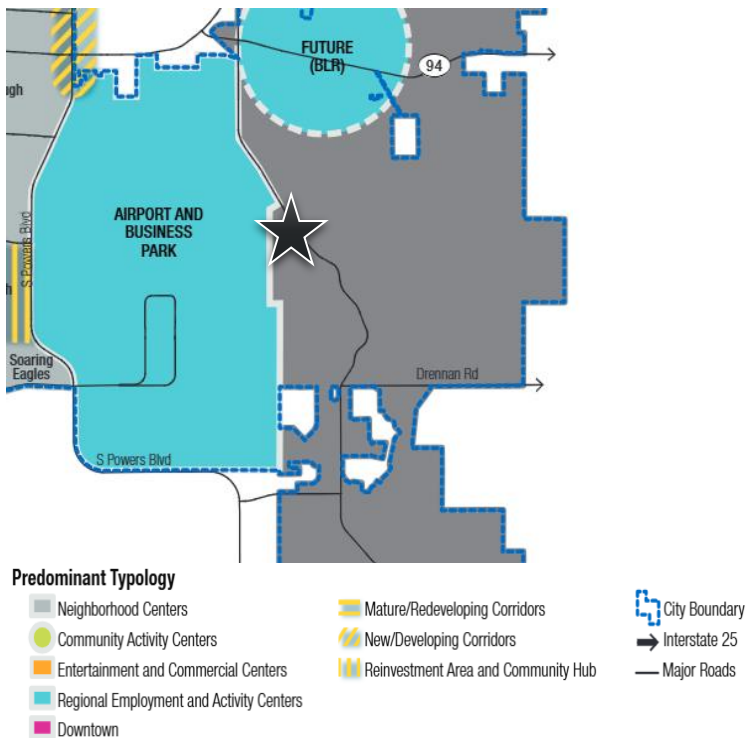 FUTURE
(BLR)
94
ugh
AIRPORT AND
BUSINESS
PARK
S Powers Blvd
h
Soaring
Eagles
Drennan Rd
S Powers Blvd
Predominant Typology
Neighborhood Centers
Community Activity Centers
Entertainment and Commercial Centers
Regional Employment and Activity Centers
Downtown
Mature/Redeveloping Corridors
New/Developing Corridors
Reinvestment Area and Community Hub
City Boundary
Interstate 25
Major Roads